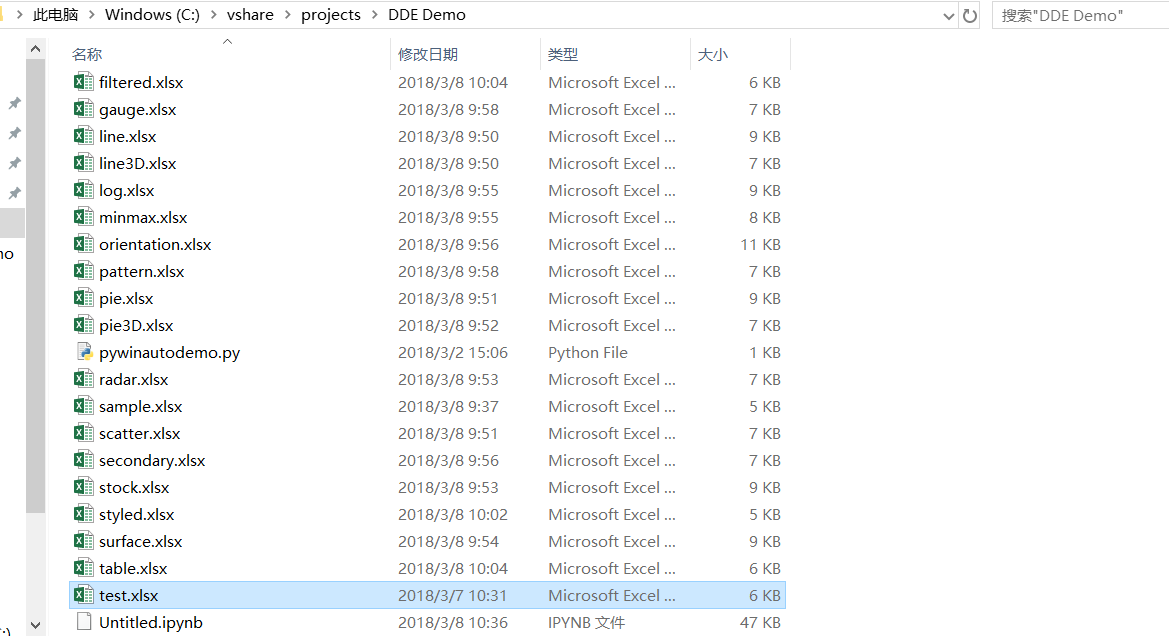 此电脑 > Windows (C:) > vshare > projects > DDE Demo 搜索"DDE Demo"
名称 修改日期 类型 大小
filtered.xlsx 2018/3/8 10:04 Microsoft Excel ... 6 KB
gauge.xlsx 2018/3/8 9:58 Microsoft Excel ... 7 KB
line.xlsx 2018/3/8 9:50 Microsoft Excel ... 9 KB
line3D.xlsx 2018/3/8 9:50 Microsoft Excel ... 7 KB
log.xlsx 2018/3/8 9:55 Microsoft Excel ... 9 KB
minmax.xlsx 2018/3/8 9:55 Microsoft Excel ... 8 KB
orientation.xlsx 2018/3/8 9:56 Microsoft Excel ... 11 KB
pattern.xlsx 2018/3/8 9:58 Microsoft Excel ... 7 KB
pie.xlsx 2018/3/8 9:51 Microsoft Excel ... 9 KB
pie3D.xlsx 2018/3/8 9:52 Microsoft Excel ... 7 KB
pywinautodemo.py 2018/3/2 15:06 Python File 1 KB
radar.xlsx 2018/3/8 9:53 Microsoft Excel ... 7 KB
sample.xlsx 2018/3/8 9:37 Microsoft Excel ... 5 KB
scatter.xlsx 2018/3/8 9:51 Microsoft Excel ... 7 KB
secondary.xlsx 2018/3/8 9:56 Microsoft Excel ... 7 KB
stock.xlsx 2018/3/8 9:53 Microsoft Excel ... 9 KB
styled.xlsx 2018/3/8 10:02 Microsoft Excel ... 5 KB
surface.xlsx 2018/3/8 9:54 Microsoft Excel ... 9 KB
table.xlsx 2018/3/8 10:04 Microsoft Excel ... 6 KB
test.xlsx 2018/3/7 10:31 Microsoft Excel ... 6 KB
Untitled.ipynb 2018/3/8 10:36 IPYNB 文件 47 KB